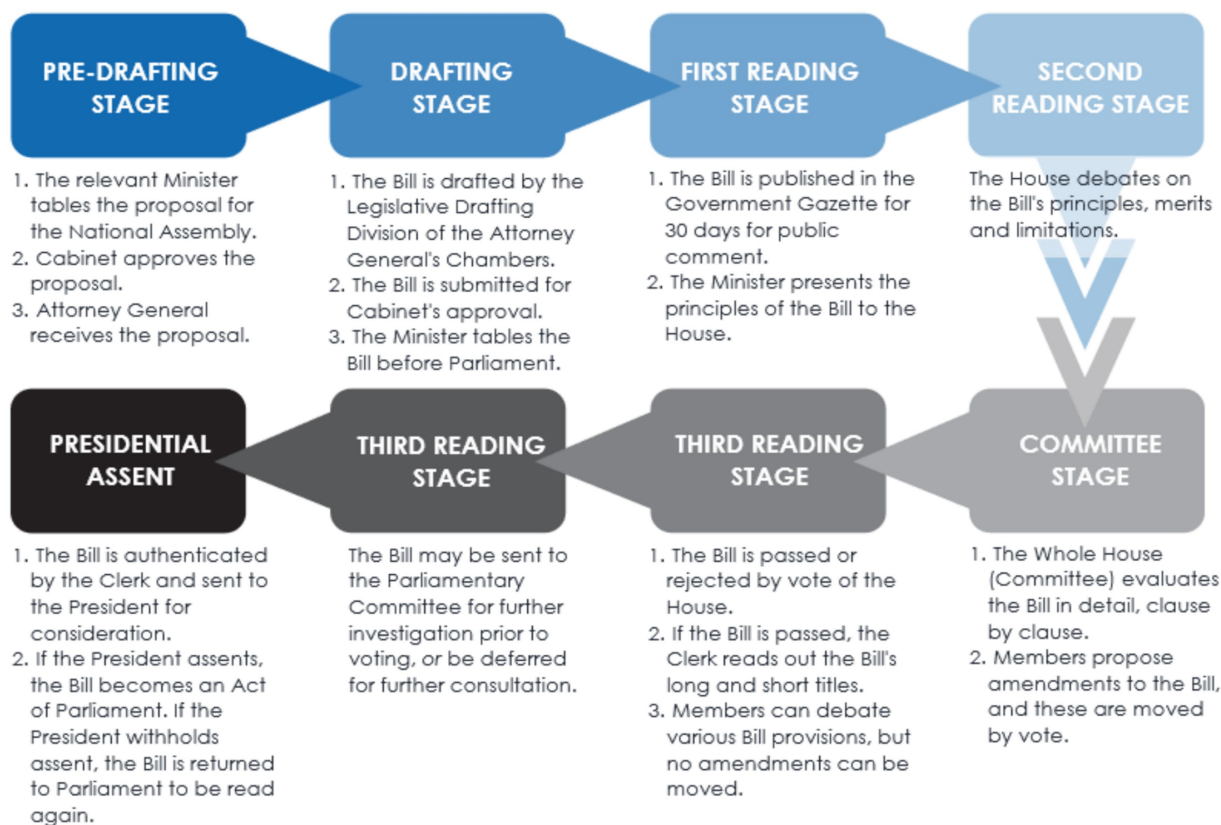 PRE-DRAFTING
STAGE
1. The relevant Minister
tables the proposal for
the National Assembly.
2. Cabinet approves the
proposal.
3. Attorney General
receives the proposal.
DRAFTING
STAGE
1. The Bill is drafted by the
Legislative Drafting
Division of the Attorney
General's Chambers.
2. The Bill is submitted for
Cabinet's approval.
3. The Minister tables the
Bill before Parliament.
FIRST READING
STAGE
1. The Bill is published in the
Government Gazette for
30 days for public
comment.
2. The Minister presents the
principles of the Bill to the
House.
SECOND
READING STAGE
The House debates on
the Bill's principles, merits
and limitations.
COMMITTEE
STAGE
1. The Whole House
(Committee) evaluates
the Bill in detail, clause
by clause.
2. Members propose
amendments to the Bill,
and these are moved
by vote.
THIRD READING
STAGE
1. The Bill is passed or
rejected by vote of the
House.
2. If the Bill is passed, the
Clerk reads out the Bill's
long and short titles.
3. Members can debate
various Bill provisions, but
no amendments can be
moved.
THIRD READING
STAGE
The Bill may be sent to
the Parliamentary
Committee for further
investigation prior to
voting, or be deferred
for further consultation.
PRESIDENTIAL
ASSENT
1. The Bill is authenticated
by the Clerk and sent to
the President for
consideration.
2. If the President assents,
the Bill becomes an Act
of Parliament. If the
President withholds
assent, the Bill is returned
to Parliament to be read
again.